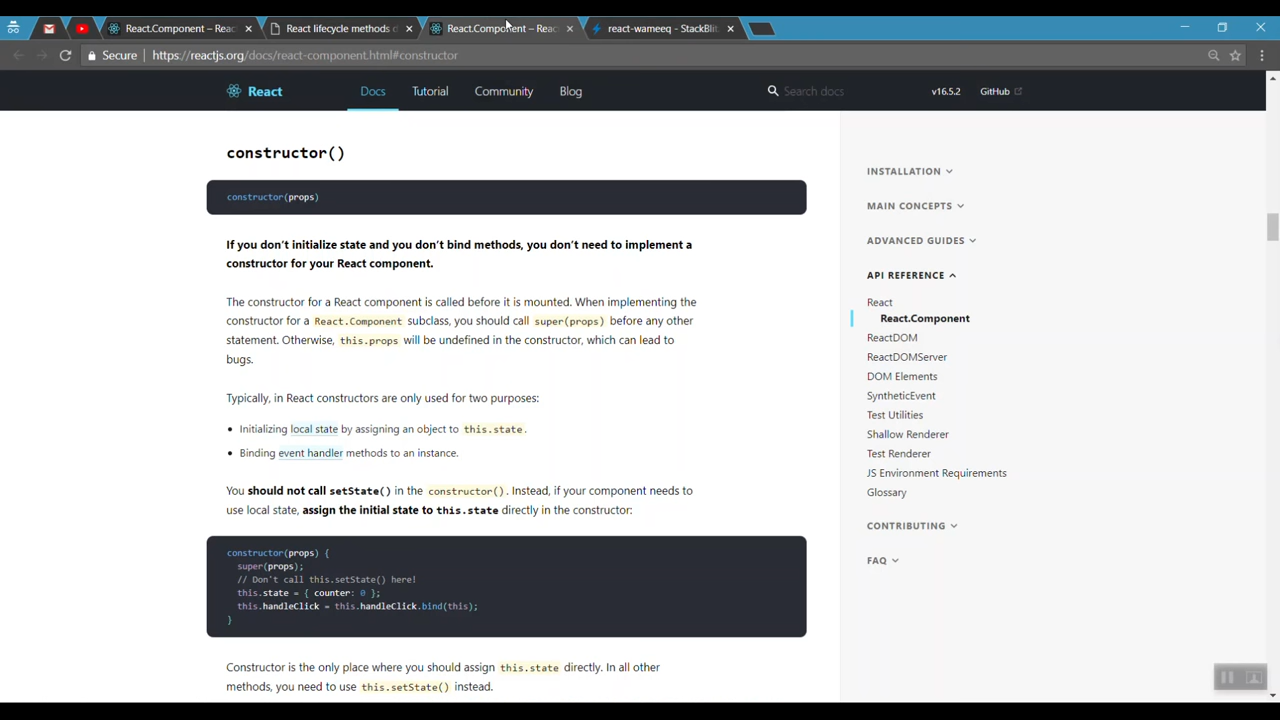 React.Component – Reac
React lifecycle methods d
React.Component – Reac
react-wameeq - StackBlit
Secure
https://reactjs.org/docs/react-component.html#constructor
React
Docs
Tutorial
Community
Blog
Search docs
v16.5.2
GitHub
constructor()
constructor(props)
If you don’t initialize state and you don’t bind methods, you don’t need to implement a
constructor for your React component.
The constructor for a React component is called before it is mounted. When implementing the
constructor for a React.Component subclass, you should call super(props) before any other
statement. Otherwise, this.props will be undefined in the constructor, which can lead to
bugs.
Typically, in React constructors are only used for two purposes:
• Initializing local state by assigning an object to this.state.
• Binding event handler methods to an instance.
You should not call setState() in the constructor(). Instead, if your component needs to
use local state, assign the initial state to this.state directly in the constructor:
constructor(props) {
super(props);
// Don't call this.setState() here!
this.state = { counter: 0 };
this.handleClick = this.handleClick.bind(this);
}
Constructor is the only place where you should assign this.state directly. In all other
methods, you need to use this.setState() instead.
INSTALLATION
MAIN CONCEPTS
ADVANCED GUIDES
API REFERENCE
React
React.Component
ReactDOM
ReactDOMServer
DOM Elements
SyntheticEvent
Test Utilities
Shallow Renderer
Test Renderer
JS Environment Requirements
Glossary
CONTRIBUTING
FAQ